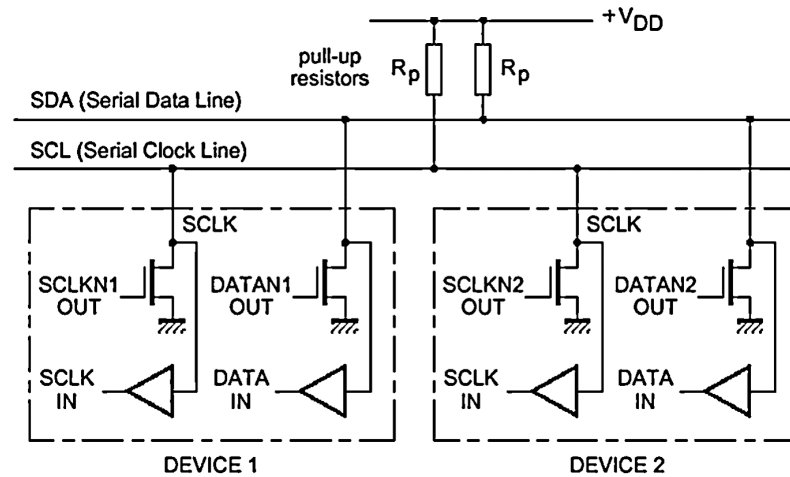 +VDD
pull-up
resistors
Rp
Rp
SDA (Serial Data Line)
SCL (Serial Clock Line)
SCLK
SCLK
SCLKN1
OUT
DATAN1
OUT
SCLKN2
OUT
DATAN2
OUT
SCLK
IN
DATA
IN
SCLK
IN
DATA
IN
DEVICE 1
DEVICE 2